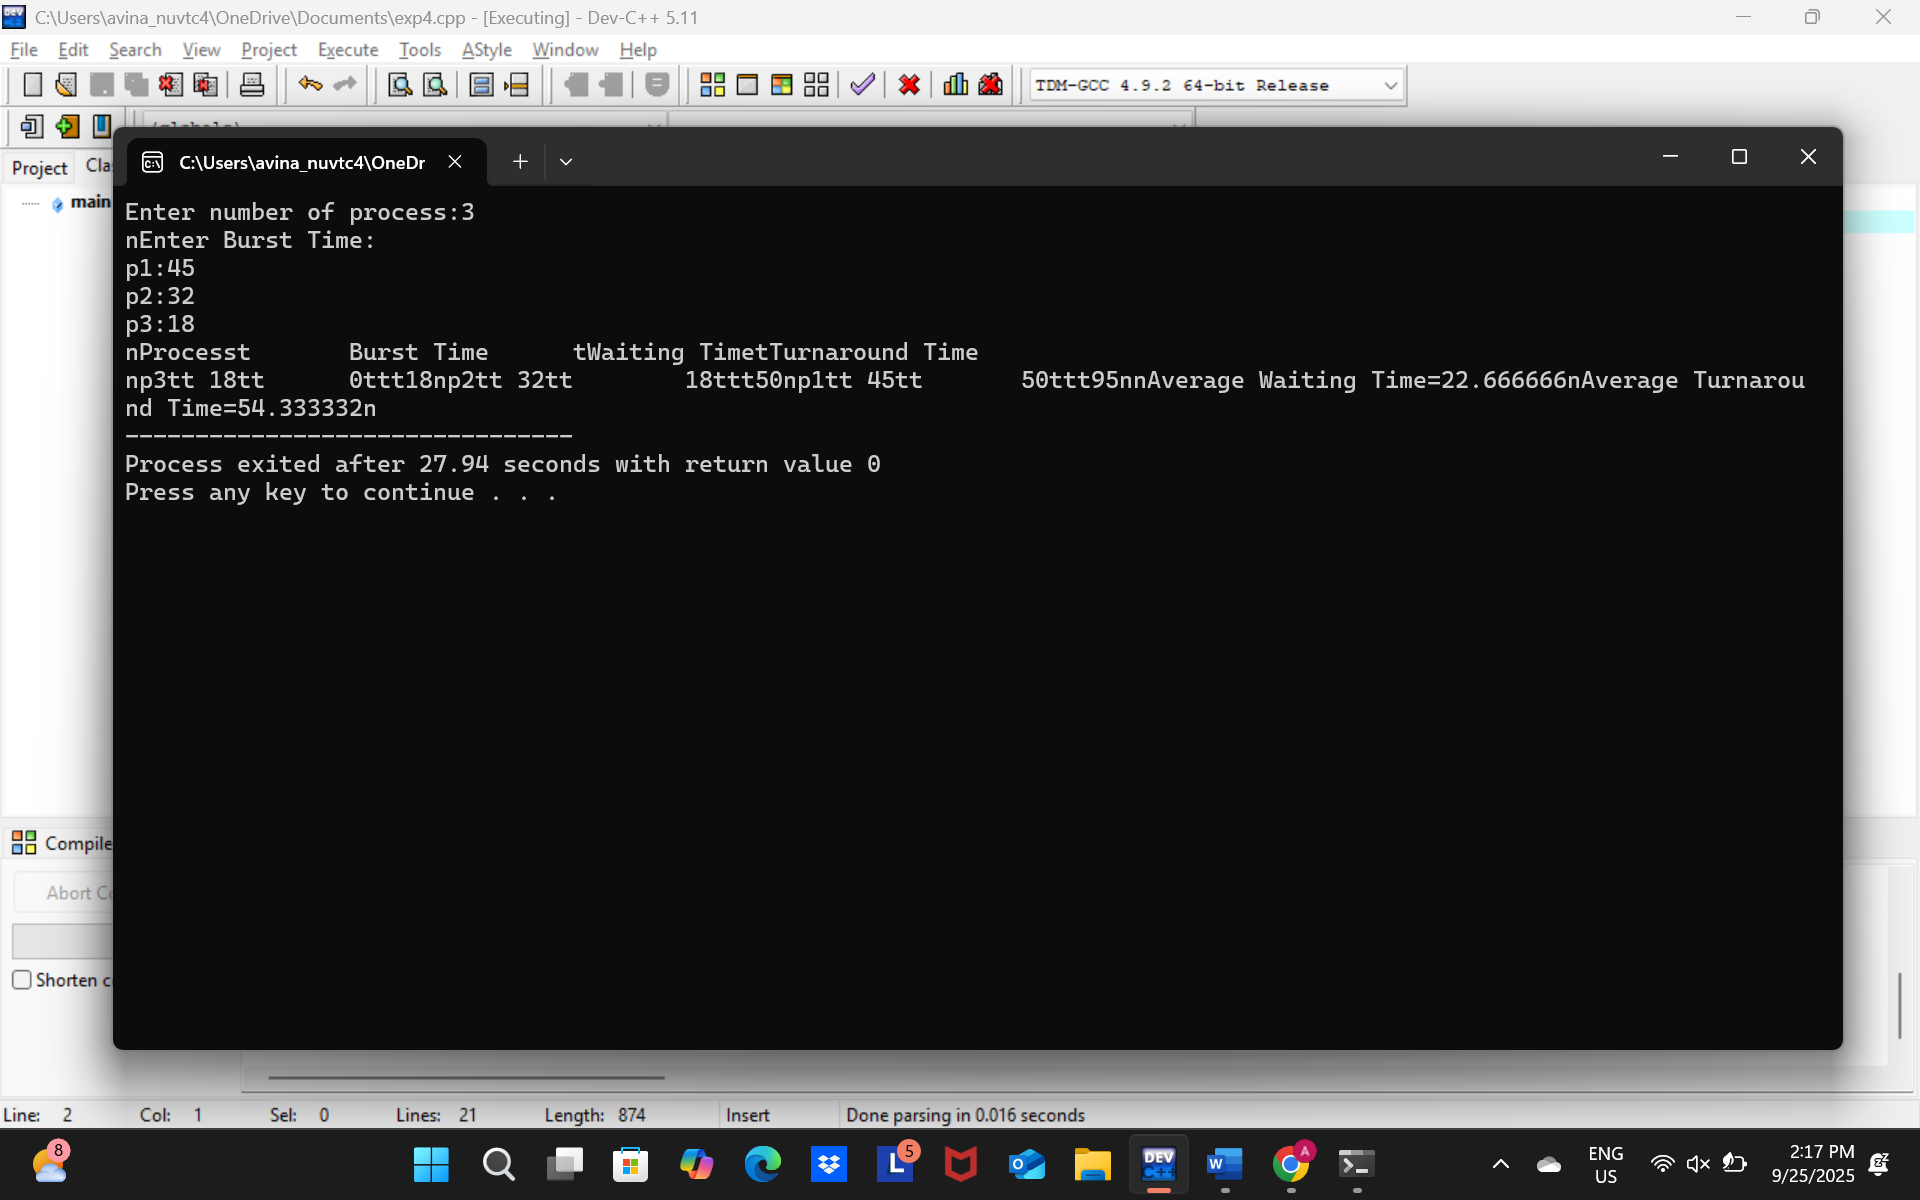 C:\Users\avina_nuvtc4\OneDrive\Documents\exp4.cpp - [Executing] - Dev-C++ 5.11
File Edit Search View Project Execute Tools AStyle Window Help
TDM-GCC 4.9.2 64-bit Release
C:\Users\avina_nuvtc4\OneDr
Project Cla
main
Enter number of process:3
nEnter Burst Time:
p1:45
p2:32
p3:18
nProcesst Burst Time tWaiting TimetTurnaround Time
np3tt 18tt 0ttt18np2tt 32tt 18ttt50np1tt 45tt 50ttt95nnAverage Waiting Time=22.666666nAverage Turnarou
nd Time=54.333332n
--------------------------------
Process exited after 27.94 seconds with return value 0
Press any key to continue . . .
Compile
Abort C
Shorten c
Line: 2 Col: 1 Sel: 0 Lines: 21 Length: 874 Insert Done parsing in 0.016 seconds
8
5
DEV C++
A
ENG
US
2:17 PM
9/25/2025